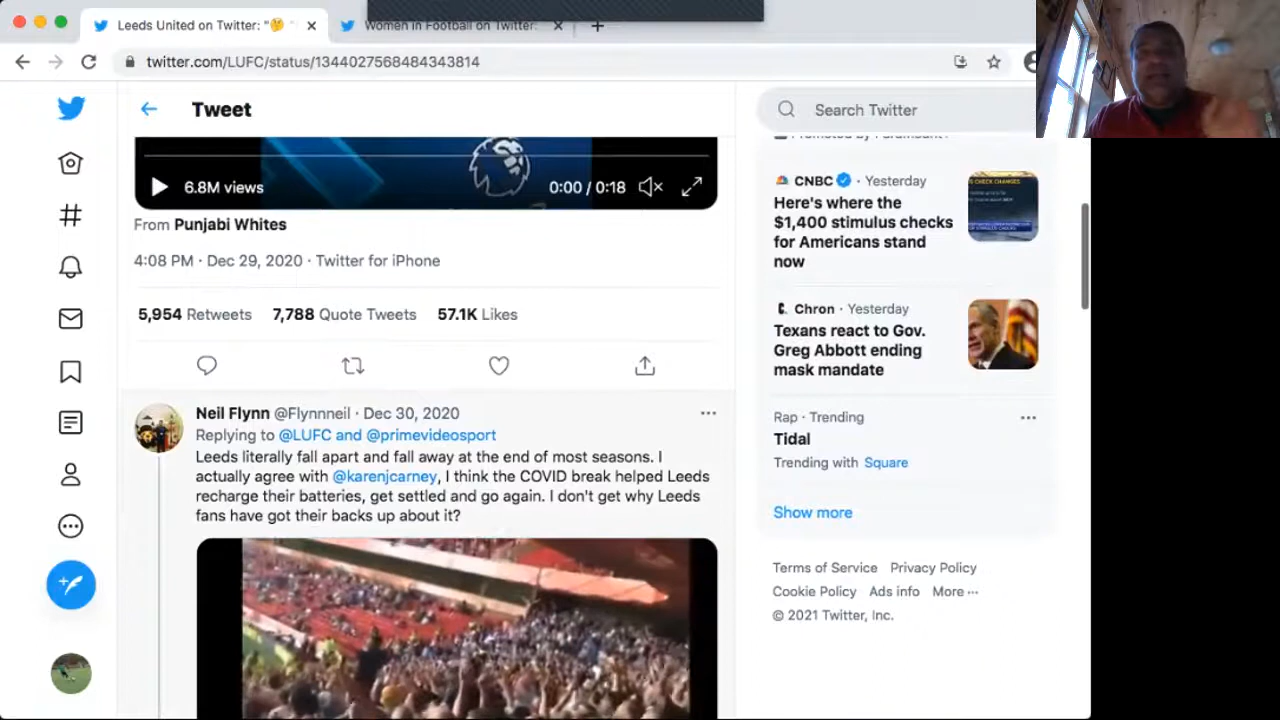 Leeds United on Twitter: "🤔
Women in Football on Twitter:
twitter.com/LUFC/status/1344027568484343814
Tweet
Search Twitter
6.8M views
0:00 / 0:18
From Punjabi Whites
4:08 PM · Dec 29, 2020 · Twitter for iPhone
5,954 Retweets 7,788 Quote Tweets 57.1K Likes
Neil Flynn @Flynnneil · Dec 30, 2020
Replying to @LUFC and @primevideosport
Leeds literally fall apart and fall away at the end of most seasons. I
actually agree with @karenjcarney, I think the COVID break helped Leeds
recharge their batteries, get settled and go again. I don't get why Leeds
fans have got their backs up about it?
CNBC · Yesterday
Here's where the
$1,400 stimulus checks
for Americans stand
now
Chron · Yesterday
Texans react to Gov.
Greg Abbott ending
mask mandate
Rap · Trending
Tidal
Trending with Square
Show more
Terms of Service Privacy Policy
Cookie Policy Ads info More ···
© 2021 Twitter, Inc.